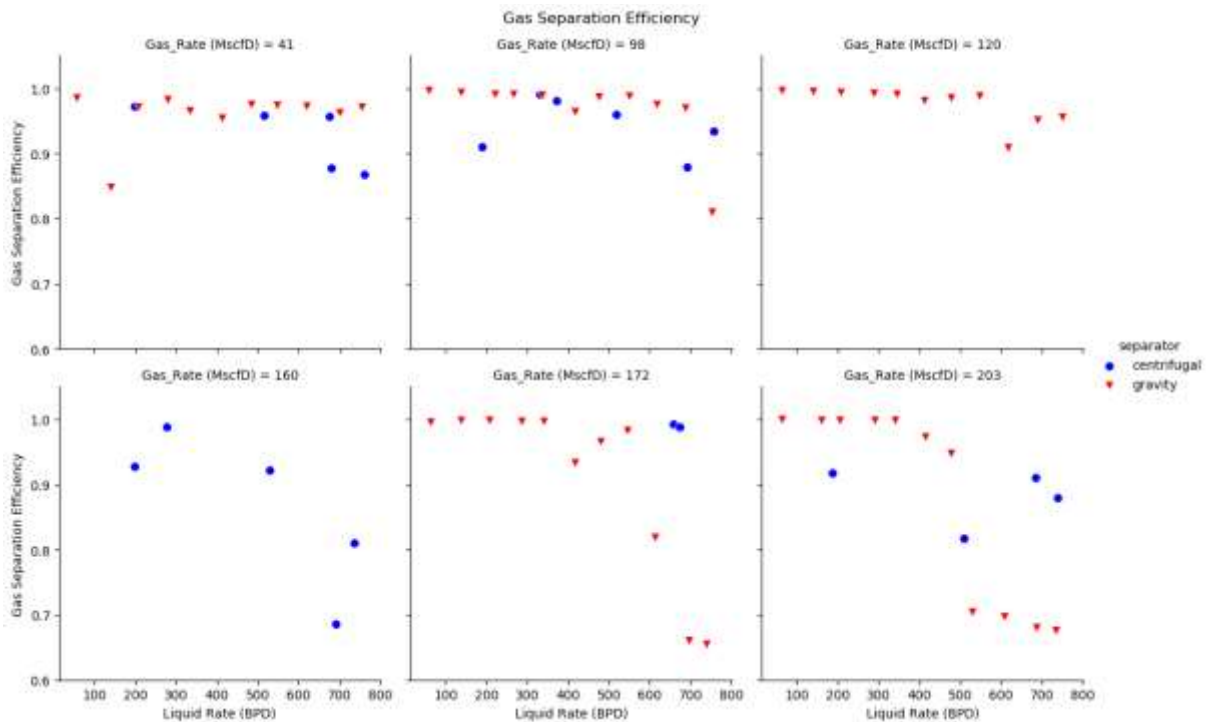 Gas Separation Efficiency
Gas_Rate (MscfD) = 41
Gas_Rate (MscfD) = 98
Gas_Rate (MscfD) = 120
Gas Separation Efficiency
1.0
0.9
0.8
0.7
0.6
separator
centrifugal
gravity
Gas_Rate (MscfD) = 160
Gas_Rate (MscfD) = 172
Gas_Rate (MscfD) = 203
Gas Separation Efficiency
1.0
0.9
0.8
0.7
0.6
100 200 300 400 500 600 700 800
100 200 300 400 500 600 700 800
100 200 300 400 500 600 700 800
Liquid Rate (BPD)
Liquid Rate (BPD)
Liquid Rate (BPD)